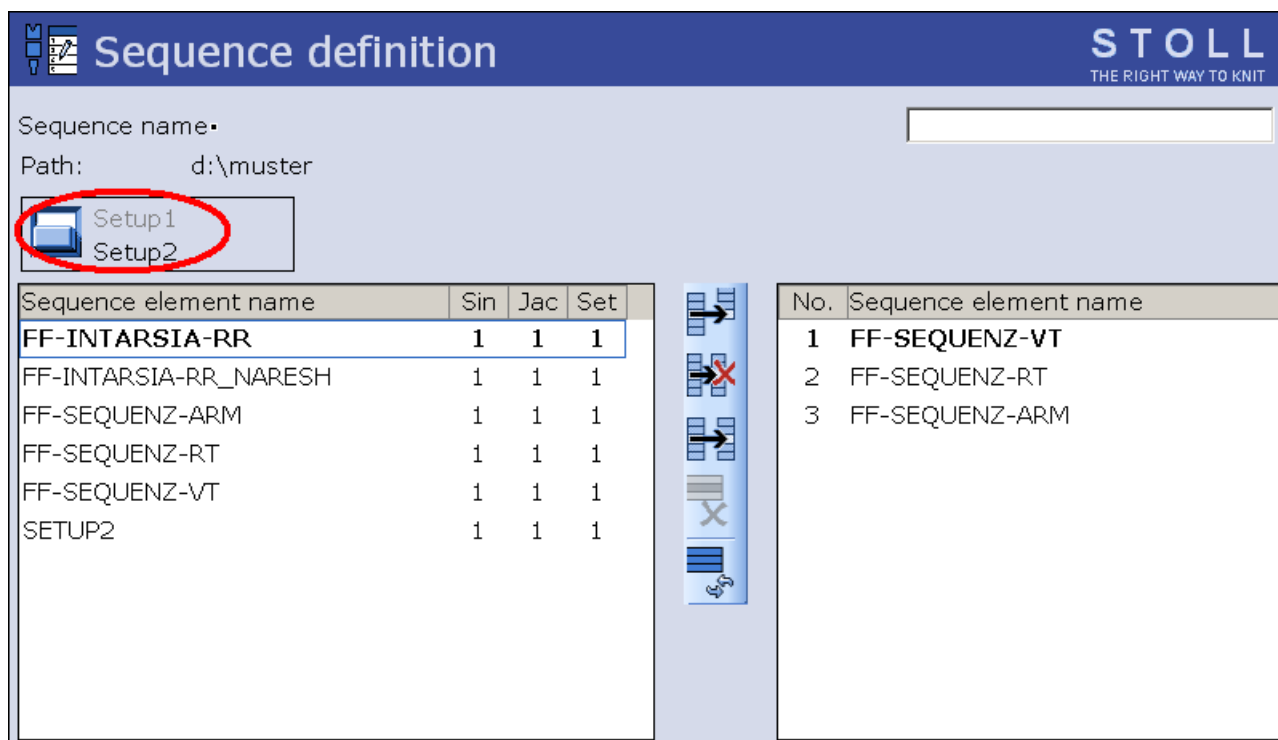 Sequence definition
STOLL
THE RIGHT WAY TO KNIT
Sequence name
Path: d:\muster
Setup1
Setup2
Sequence element name Sin Jac Set
FF-INTARSIA-RR 1 1 1
FF-INTARSIA-RR_NARESH 1 1 1
FF-SEQUENZ-ARM 1 1 1
FF-SEQUENZ-RT 1 1 1
FF-SEQUENZ-VT 1 1 1
SETUP2 1 1 1
No. Sequence element name
1 FF-SEQUENZ-VT
2 FF-SEQUENZ-RT
3 FF-SEQUENZ-ARM